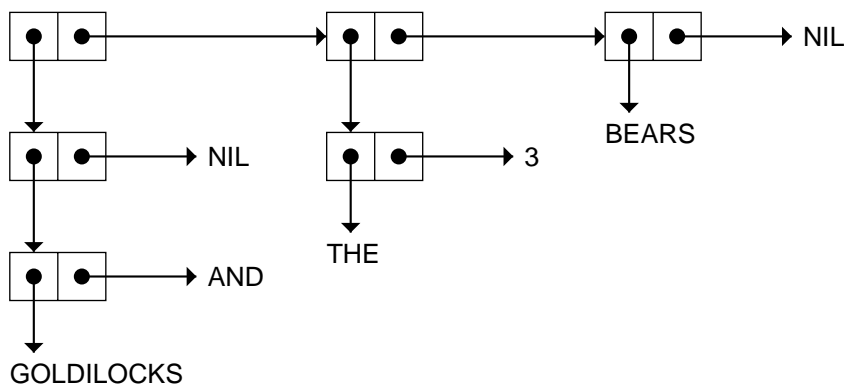 NIL
BEARS
NIL
3
THE
AND
GOLDILOCKS